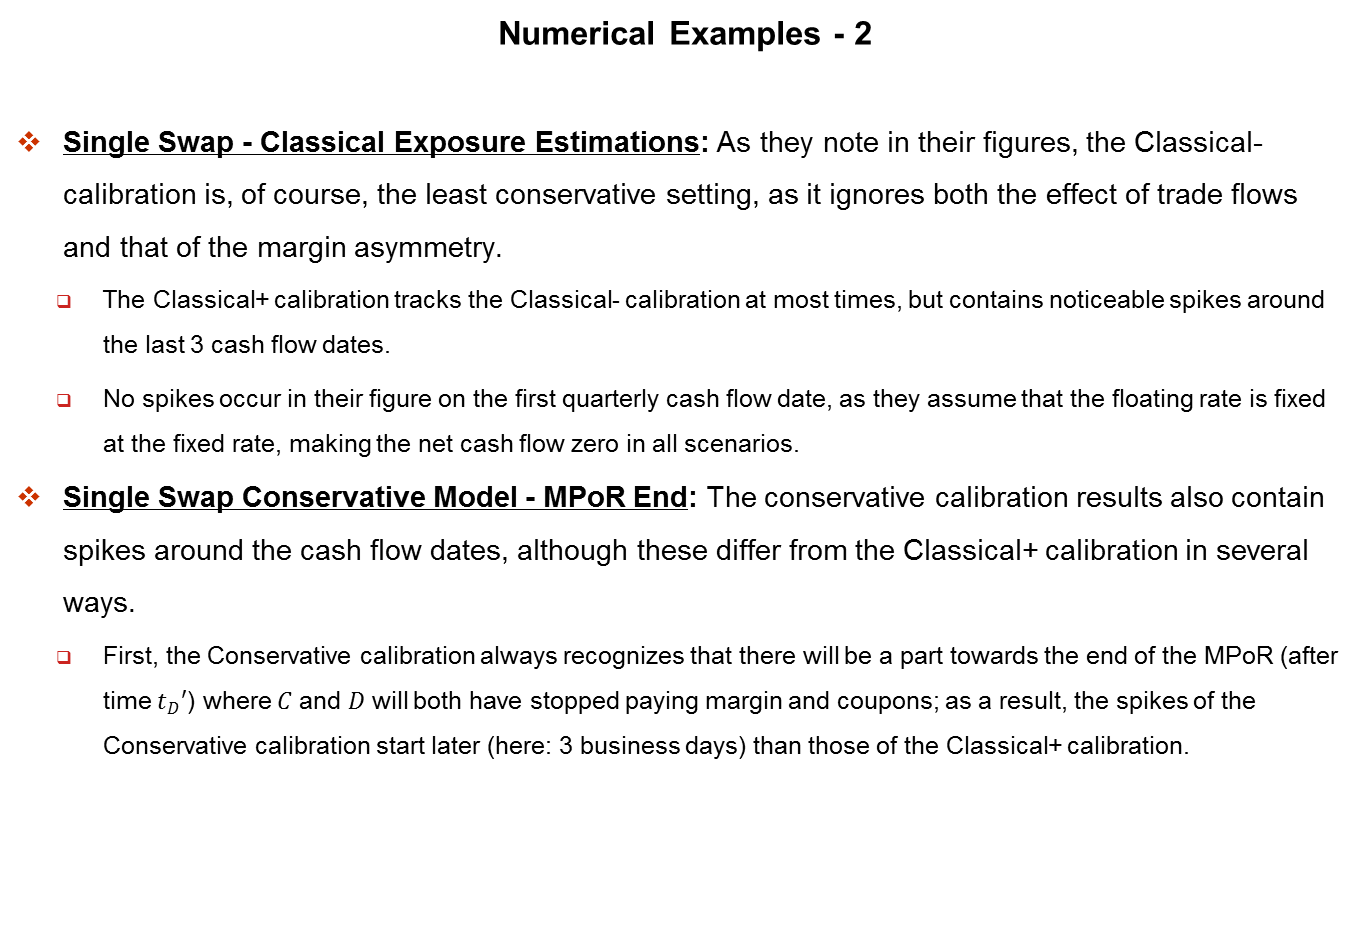 Numerical Examples - 2
❖ Single Swap - Classical Exposure Estimations: As they note in their figures, the Classical-
calibration is, of course, the least conservative setting, as it ignores both the effect of trade flows
and that of the margin asymmetry.
❑ The Classical+ calibration tracks the Classical- calibration at most times, but contains noticeable spikes around
the last 3 cash flow dates.
❑ No spikes occur in their figure on the first quarterly cash flow date, as they assume that the floating rate is fixed
at the fixed rate, making the net cash flow zero in all scenarios.
❖ Single Swap Conservative Model - MPoR End: The conservative calibration results also contain
spikes around the cash flow dates, although these differ from the Classical+ calibration in several
ways.
❑ First, the Conservative calibration always recognizes that there will be a part towards the end of the MPoR (after
time 𝑡𝐷′) where 𝐶 and 𝐷 will both have stopped paying margin and coupons; as a result, the spikes of the
Conservative calibration start later (here: 3 business days) than those of the Classical+ calibration.